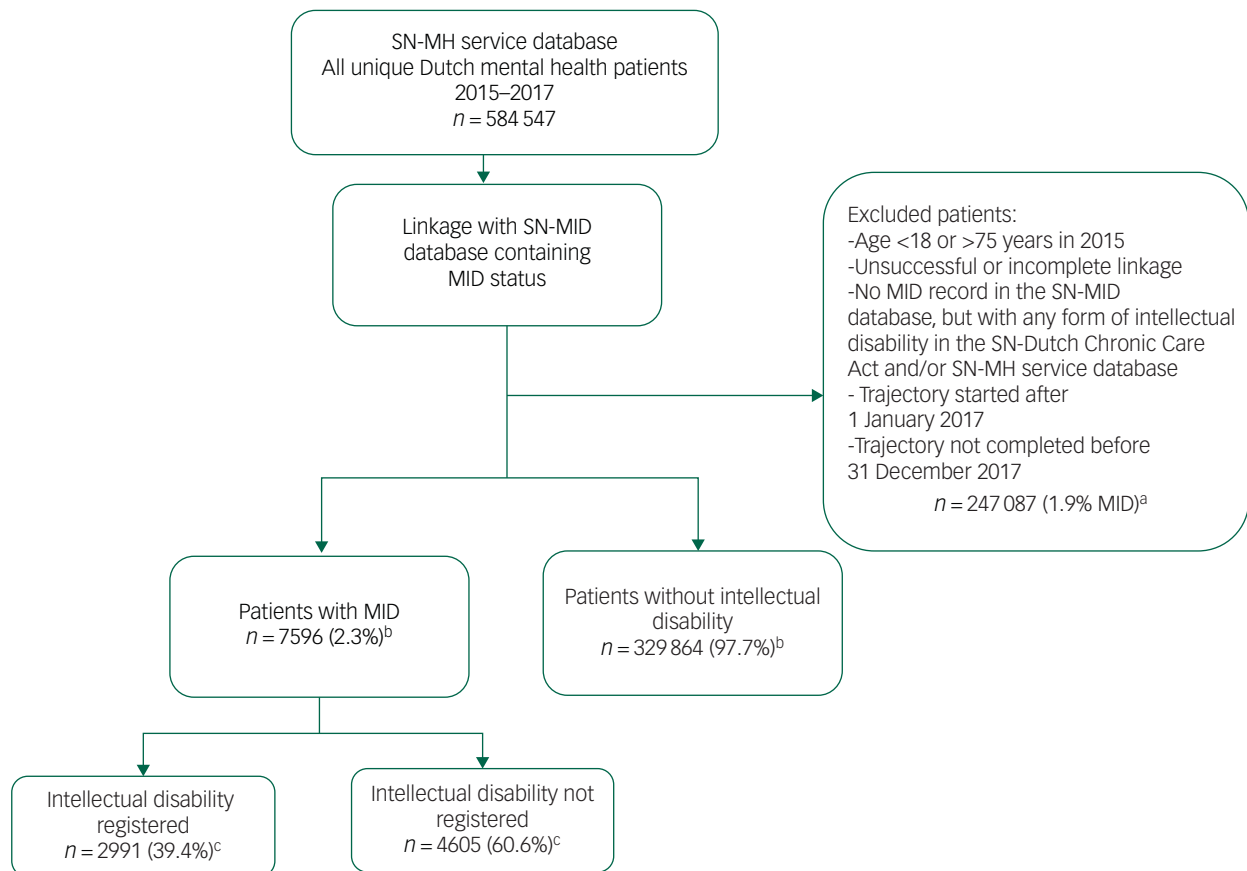 SN-MH service database
All unique Dutch mental health patients
2015–2017
n = 584 547
Linkage with SN-MID
database containing
MID status
Excluded patients:
-Age <18 or >75 years in 2015
-Unsuccessful or incomplete linkage
-No MID record in the SN-MID
database, but with any form of intellectual
disability in the SN-Dutch Chronic Care
Act and/or SN-MH service database
- Trajectory started after
1 January 2017
-Trajectory not completed before
31 December 2017
n = 247 087 (1.9% MID)a
Patients with MID
n = 7596 (2.3%)b
Patients without intellectual
disability
n = 329 864 (97.7%)b
Intellectual disability
registered
n = 2991 (39.4%)c
Intellectual disability not
registered
n = 4605 (60.6%)c